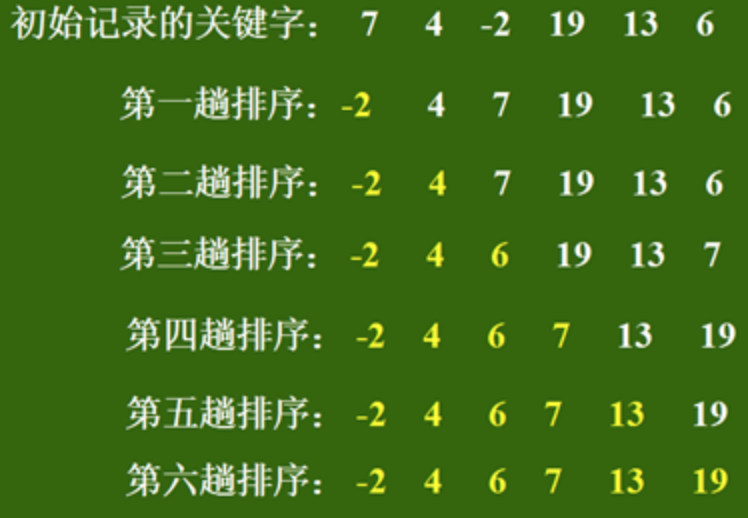 初始记录的关键字： 7 4 -2 19 13 6
第一趟排序：-2 4 7 19 13 6
第二趟排序： -2 4 7 19 13 6
第三趟排序： -2 4 6 19 13 7
第四趟排序： -2 4 6 7 13 19
第五趟排序： -2 4 6 7 13 19
第六趟排序： -2 4 6 7 13 19